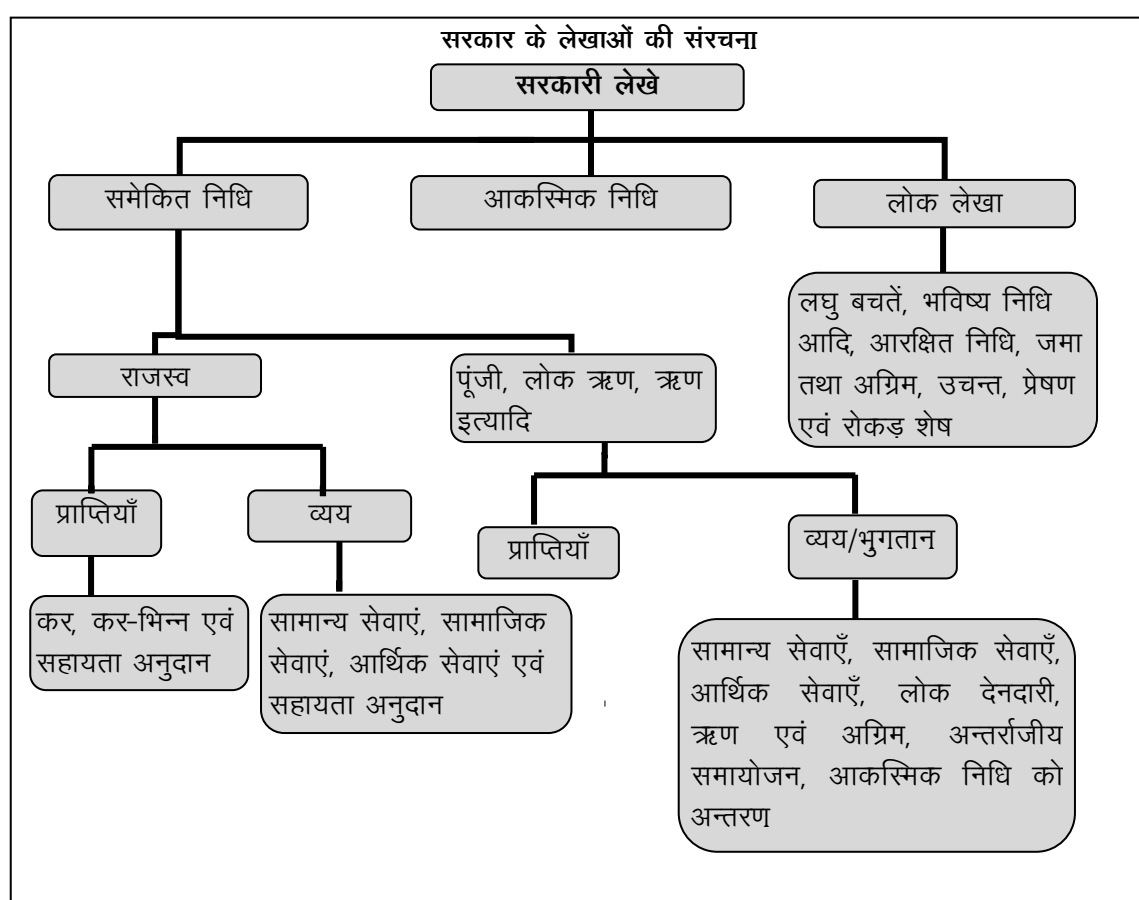 सरकार के लेखाओं की संरचना
सरकारी लेखे
समेकित निधि
आकस्मिक निधि
लोक लेखा
लघु बचतें, भविष्य निधि
आदि, आरक्षित निधि, जमा
तथा अग्रिम, उचन्त, प्रेषण
एवं रोकड़ शेष
राजस्व
पूंजी, लोक ऋण, ऋण
इत्यादि
प्राप्तियाँ
व्यय
प्राप्तियाँ
व्यय/भुगतान
कर, कर-भिन्न एवं
सहायता अनुदान
सामान्य सेवाएं, सामाजिक
सेवाएं, आर्थिक सेवाएं एवं
सहायता अनुदान
सामान्य सेवाएँ, सामाजिक सेवाएँ,
आर्थिक सेवाएँ, लोक देनदारी,
ऋण एवं अग्रिम, अन्तर्राजीय
समायोजन, आकस्मिक निधि को
अन्तरण